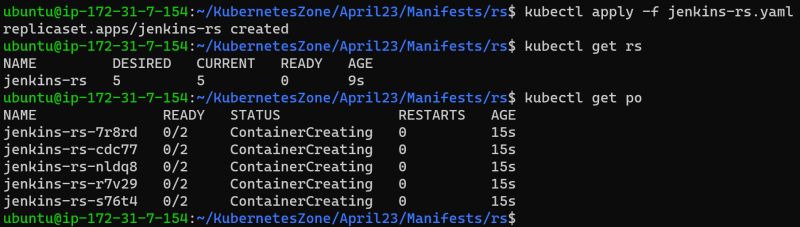 ubuntu@ip-172-31-7-154:~/KubernetesZone/April23/Manifests/rs$ kubectl apply -f jenkins-rs.yaml
replicaset.apps/jenkins-rs created
ubuntu@ip-172-31-7-154:~/KubernetesZone/April23/Manifests/rs$ kubectl get rs
NAME         DESIRED   CURRENT   READY   AGE
jenkins-rs   5         5         0       9s
ubuntu@ip-172-31-7-154:~/KubernetesZone/April23/Manifests/rs$ kubectl get po
NAME               READY   STATUS              RESTARTS   AGE
jenkins-rs-7r8rd   0/2     ContainerCreating   0          15s
jenkins-rs-cdc77   0/2     ContainerCreating   0          15s
jenkins-rs-nldq8   0/2     ContainerCreating   0          15s
jenkins-rs-r7v29   0/2     ContainerCreating   0          15s
jenkins-rs-s76t4   0/2     ContainerCreating   0          15s
ubuntu@ip-172-31-7-154:~/KubernetesZone/April23/Manifests/rs$